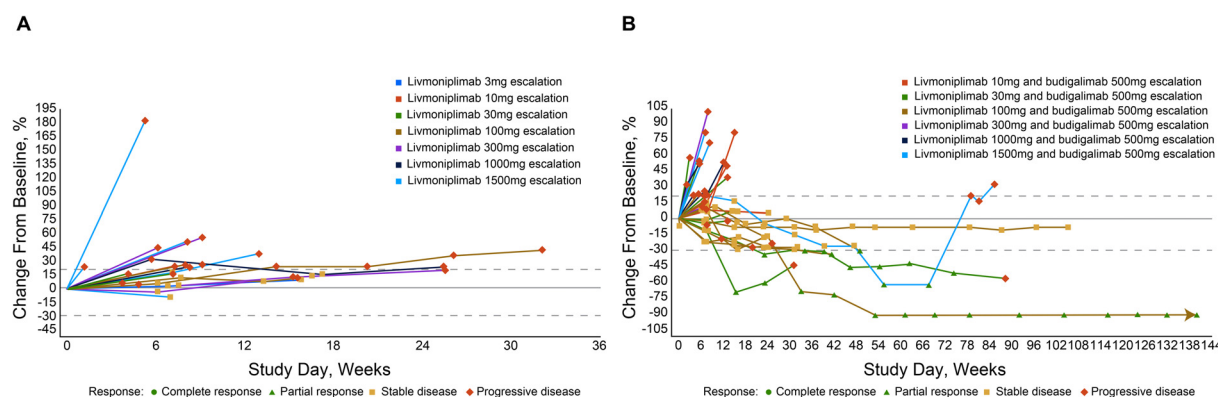 A
Livmoniplimab 3mg escalation
Livmoniplimab 10mg escalation
Livmoniplimab 30mg escalation
Livmoniplimab 100mg escalation
Livmoniplimab 300mg escalation
Livmoniplimab 1000mg escalation
Livmoniplimab 1500mg escalation
Change From Baseline, %
195
180
165
150
135
120
105
90
75
60
45
30
15
0
-15
-30
-45
0 6 12 18 24 30 36
Study Day, Weeks
Response: Complete response Partial response Stable disease Progressive disease
B
Livmoniplimab 10mg and budigalimab 500mg escalation
Livmoniplimab 30mg and budigalimab 500mg escalation
Livmoniplimab 100mg and budigalimab 500mg escalation
Livmoniplimab 300mg and budigalimab 500mg escalation
Livmoniplimab 1000mg and budigalimab 500mg escalation
Livmoniplimab 1500mg and budigalimab 500mg escalation
Change From Baseline, %
105
90
75
60
45
30
15
0
-15
-30
-45
-60
-75
-90
-105
0 6 12 18 24 30 36 42 48 54 60 66 72 78 84 90 96 102 108 114 120 126 132 138 144
Study Day, Weeks
Response: Complete response Partial response Stable disease Progressive disease